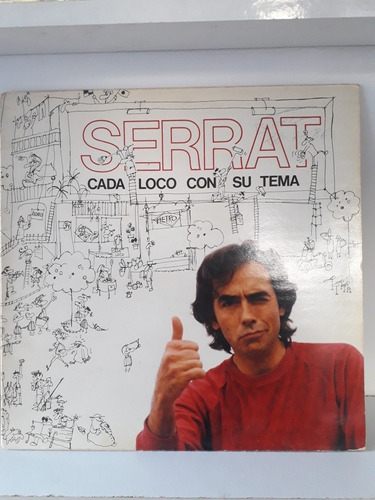 SERRAT
CADA LOCO CON SU TEMA
METRO